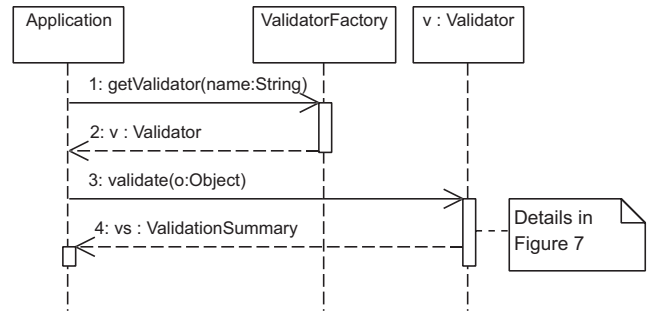 Application
ValidatorFactory
v : Validator
1: getValidator(name:String)
2: v : Validator
3: validate(o:Object)
4: vs : ValidationSummary
Details in
Figure 7